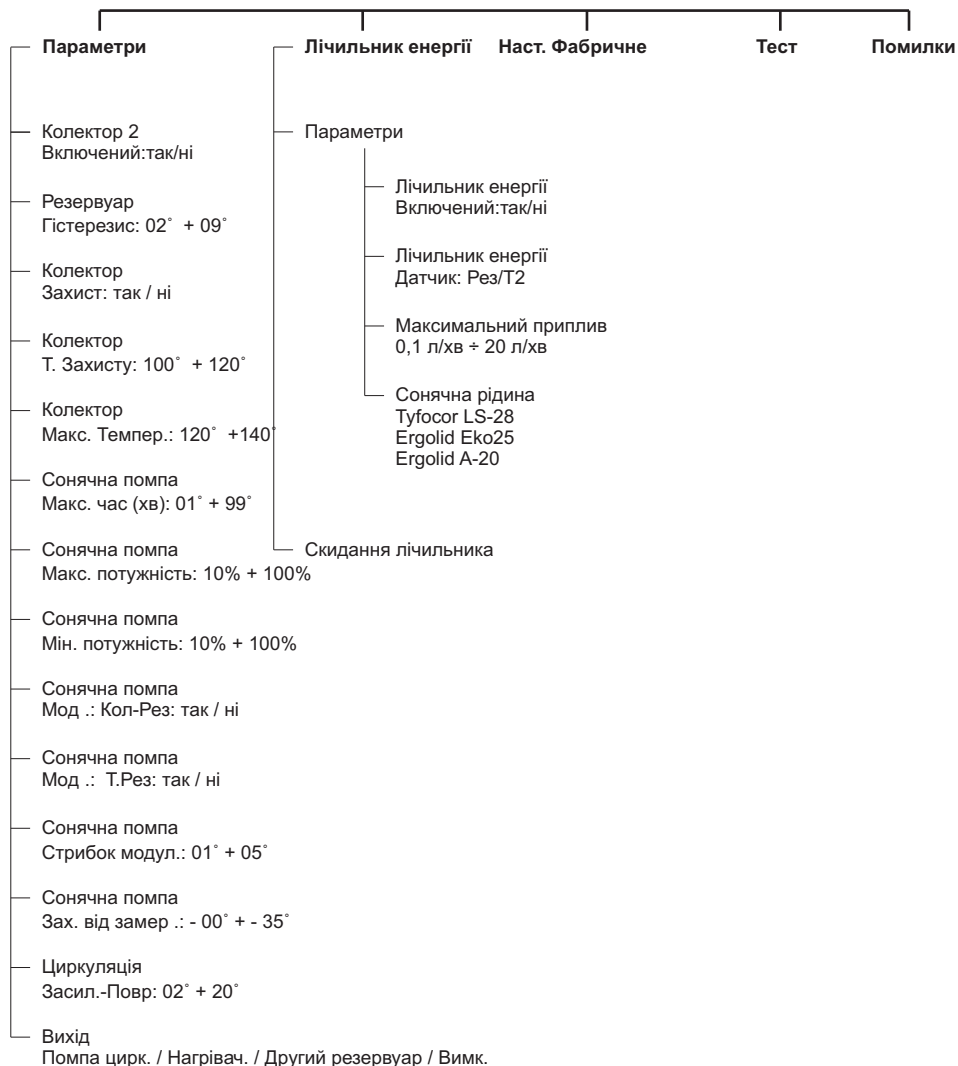 Параметри
Лічильник енергії
Наст. Фабричне
Тест
Помилки
Колектор 2
Включений:так/ні
Резервуар
Гістерезис: 02˚ + 09˚
Колектор
Захист: так / ні
Колектор
Т. Захисту: 100˚ + 120˚
Колектор
Макс. Темпер.: 120˚ +140˚
Сонячна помпа
Макс. час (хв): 01˚ + 99˚
Сонячна помпа
Макс. потужність: 10% + 100%
Сонячна помпа
Мін. потужність: 10% + 100%
Сонячна помпа
Мод .: Кол-Рез: так / ні
Сонячна помпа
Мод .: Т.Рез: так / ні
Сонячна помпа
Стрибок модул.: 01˚ + 05˚
Сонячна помпа
Зах. від замер .: - 00˚ + - 35˚
Циркуляція
Засил.-Повр: 02˚ + 20˚
Вихід
Помпа цирк. / Нагрівач. / Другий резервуар / Вимк.
Параметри
Лічильник енергії
Включений:так/ні
Лічильник енергії
Датчик: Рез/Т2
Максимальний приплив
0,1 л/хв ÷ 20 л/хв
Сонячна рідина
Tyfocor LS-28
Ergolid Eko25
Ergolid A-20
Скидання лічильника